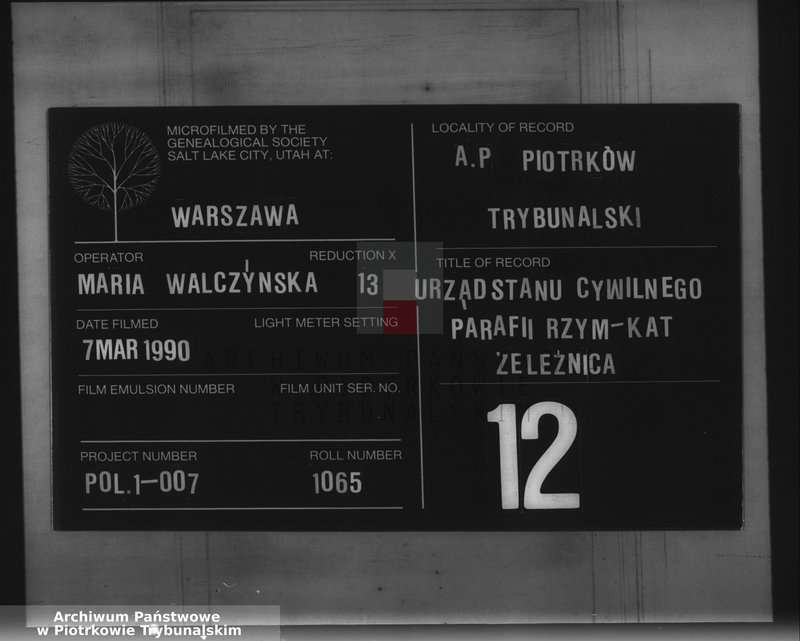 MICROFILMED BY THE
GENEALOGICAL SOCIETY
SALT LAKE CITY, UTAH AT:
WARSZAWA
OPERATOR
REDUCTION X
MARIA WALCZYŃSKA
13
DATE FILMED
LIGHT METER SETTING
7 MAR 1990
FILM EMULSION NUMBER
FILM UNIT SER. NO.
PROJECT NUMBER
ROLL NUMBER
POL.1-007
1065
LOCALITY OF RECORD
A.P PIOTRKÓW
TRYBUNALSKI
TITLE OF RECORD
URZĄD STANU CYWILNEGO
PARAFII RZYM-KAT
ŻELEŹNICA
12
ARCHIWUM PAŃSTWOWE
W PIOTRKOWIE
TRYBUNALSKIM
Archiwum Państwowe
w Piotrkowie Trybunalskim